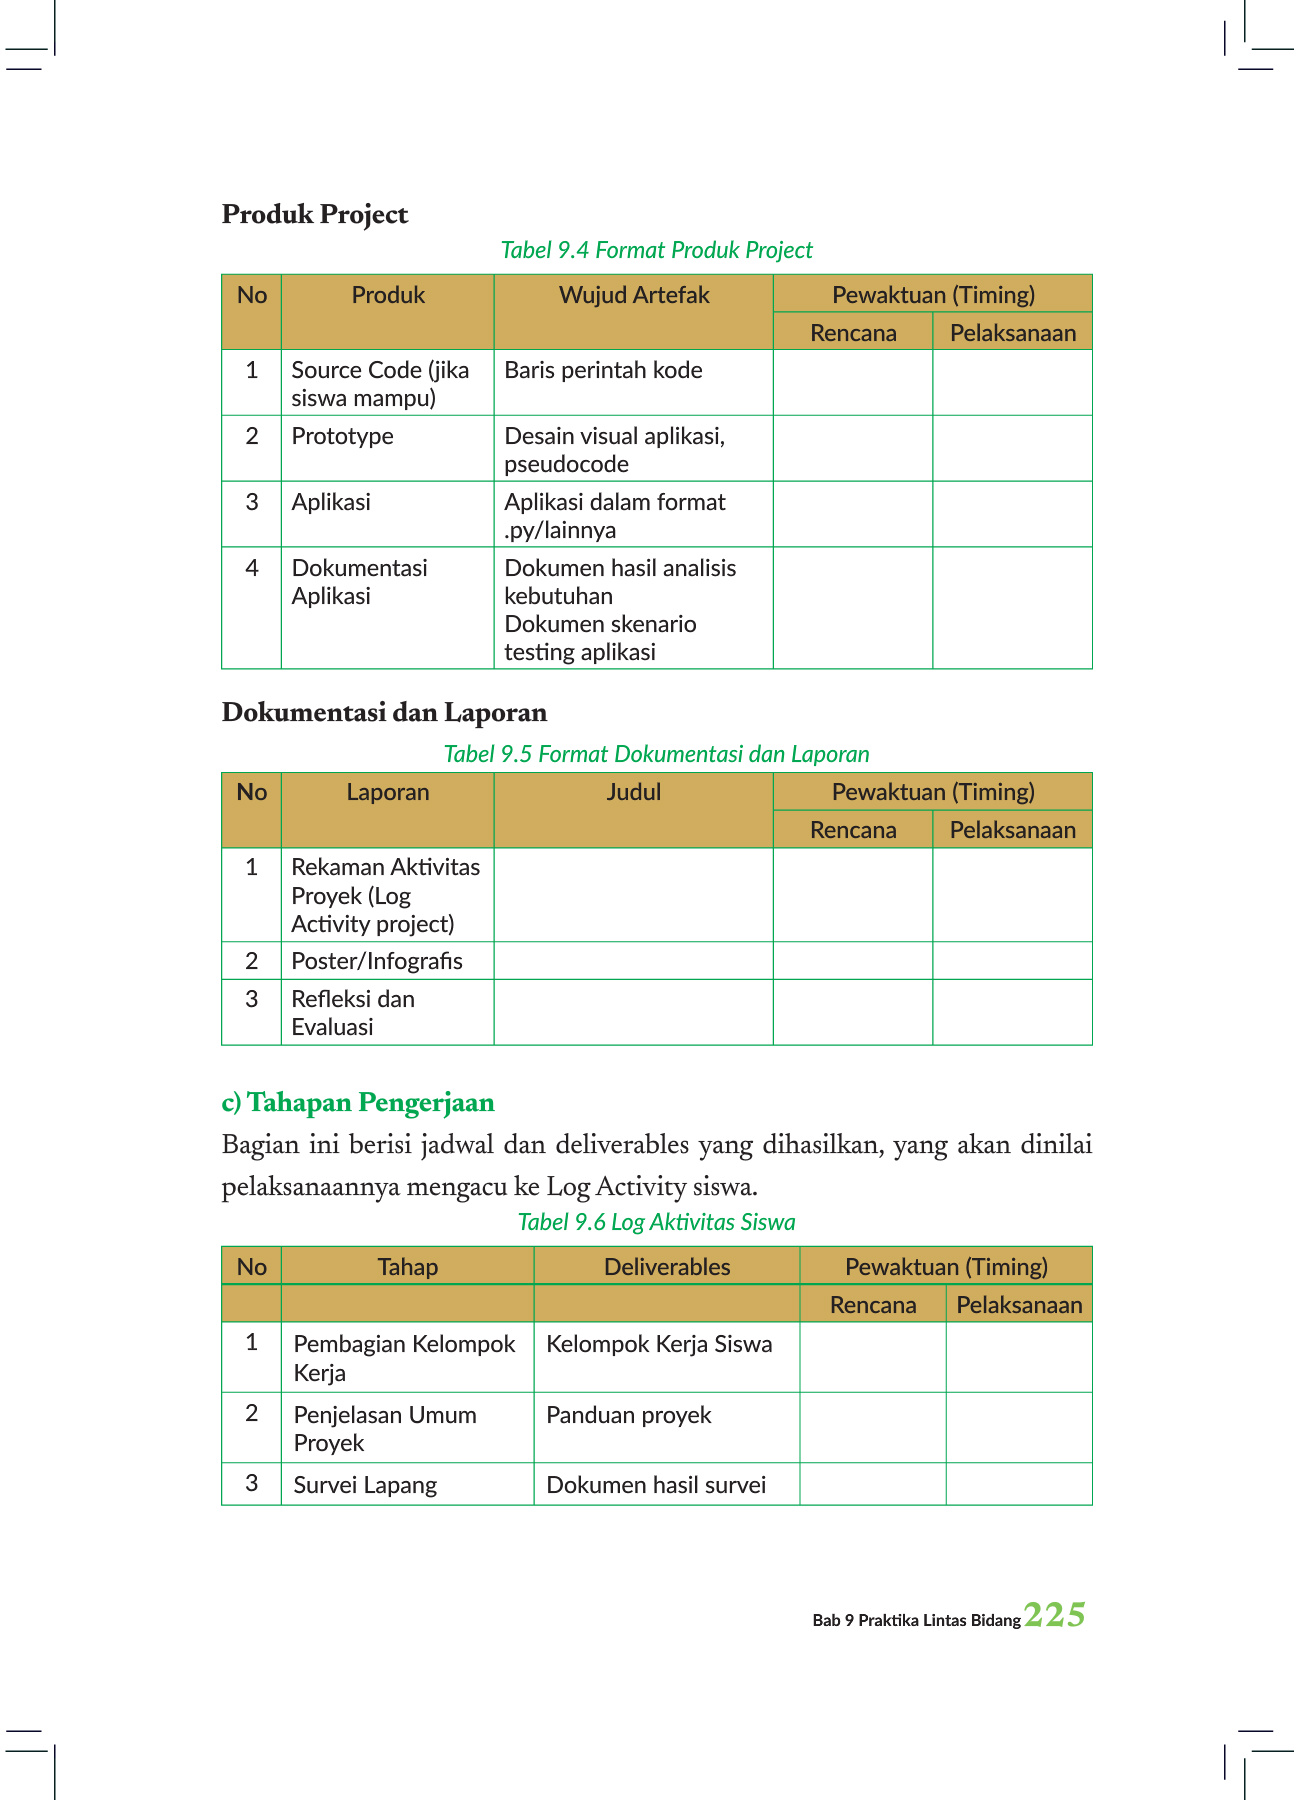 Produk Project
Tabel 9.4 Format Produk Project
No Produk Wujud Artefak Pewaktuan (Timing)
Rencana Pelaksanaan
1 Source Code (jika Baris perintah kode
siswa mampu)
2 Prototype Desain visual aplikasi,
pseudocode
3 Aplikasi Aplikasi dalam format
.py/lainnya
4 Dokumentasi Dokumen hasil analisis
Aplikasi kebutuhan
Dokumen skenario
testing aplikasi
Dokumentasi dan Laporan
Tabel 9.5 Format Dokumentasi dan Laporan
No Laporan Judul Pewaktuan (Timing)
Rencana Pelaksanaan
1 Rekaman Aktivitas
Proyek (Log
Activity project)
2 Poster/Infografis
3 Refleksi dan
Evaluasi
c) Tahapan Pengerjaan
Bagian ini berisi jadwal dan deliverables yang dihasilkan, yang akan dinilai
pelaksanaannya mengacu ke Log Activity siswa.
Tabel 9.6 Log Aktivitas Siswa
No Tahap Deliverables Pewaktuan (Timing)
Rencana Pelaksanaan
1 Pembagian Kelompok Kelompok Kerja Siswa
Kerja
2 Penjelasan Umum Panduan proyek
Proyek
3 Survei Lapang Dokumen hasil survei
Bab 9 Praktika Lintas Bidang 225